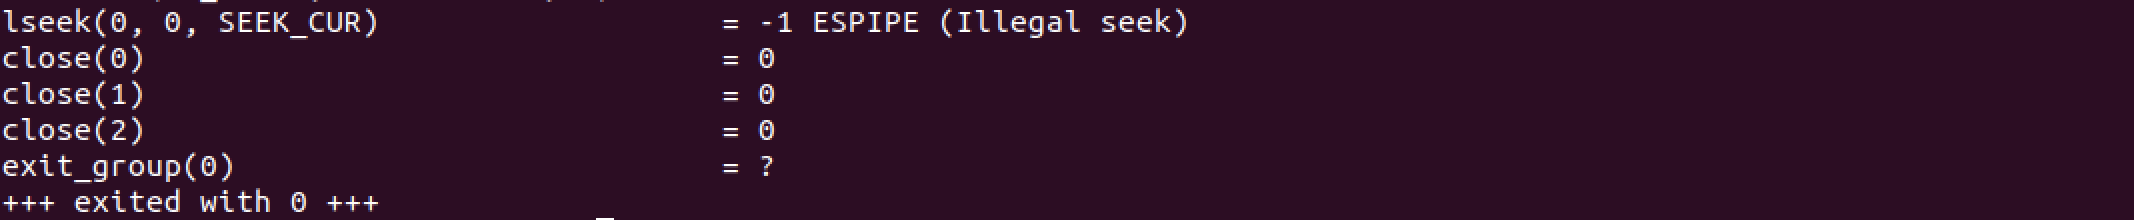 lseek(0, 0, SEEK_CUR) = -1 ESPIPE (Illegal seek)
close(0) = 0
close(1) = 0
close(2) = 0
exit_group(0) = ?
+++ exited with 0 +++